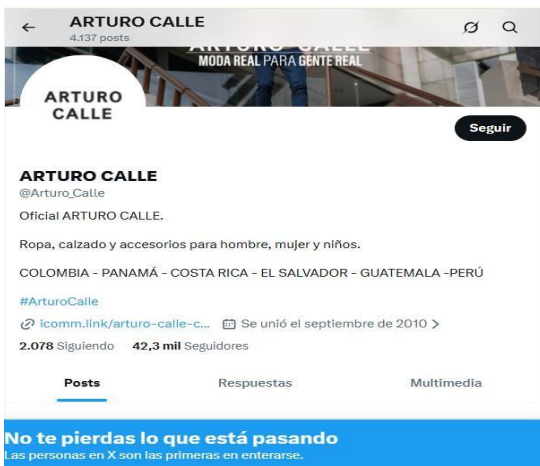 ARTURO CALLE
4.137 posts
ARTURO CALLE
MODA REAL PARA GENTE REAL
ARTURO
CALLE
Seguir
ARTURO CALLE
@Arturo_Calle
Oficial ARTURO CALLE.
Ropa, calzado y accesorios para hombre, mujer y niños.
COLOMBIA - PANAMÁ - COSTA RICA - EL SALVADOR - GUATEMALA -PERÚ
#ArturoCalle
icomm.link/arturo-calle-c... Se unió el septiembre de 2010 >
2.078 Siguiendo 42,3 mil Seguidores
Posts Respuestas Multimedia
No te pierdas lo que está pasando
Las personas en X son las primeras en enterarse.